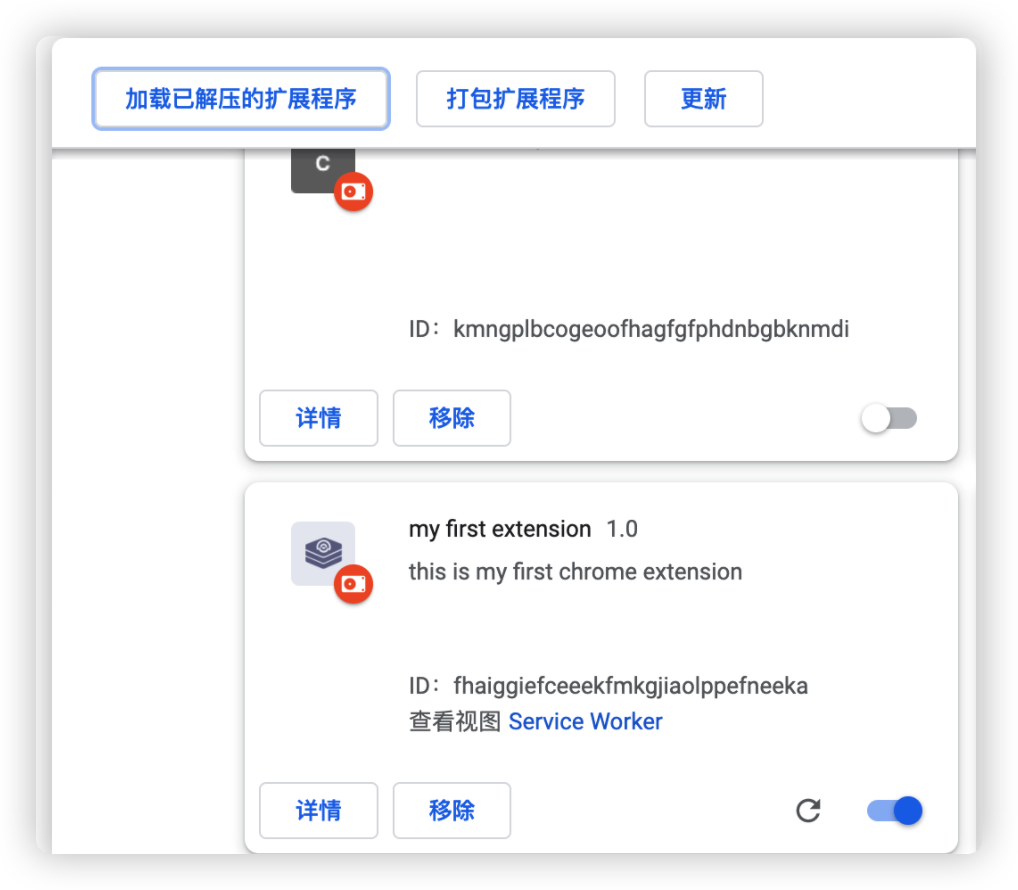 加载已解压的扩展程序 打包扩展程序 更新
C
ID： kmngplbcogeoofhagfgfphdnbgbknmdi
详情 移除
my first extension 1.0
this is my first chrome extension
ID： fhaiggiefceeekfmkgjiaolppefneeka
查看视图 Service Worker
详情 移除